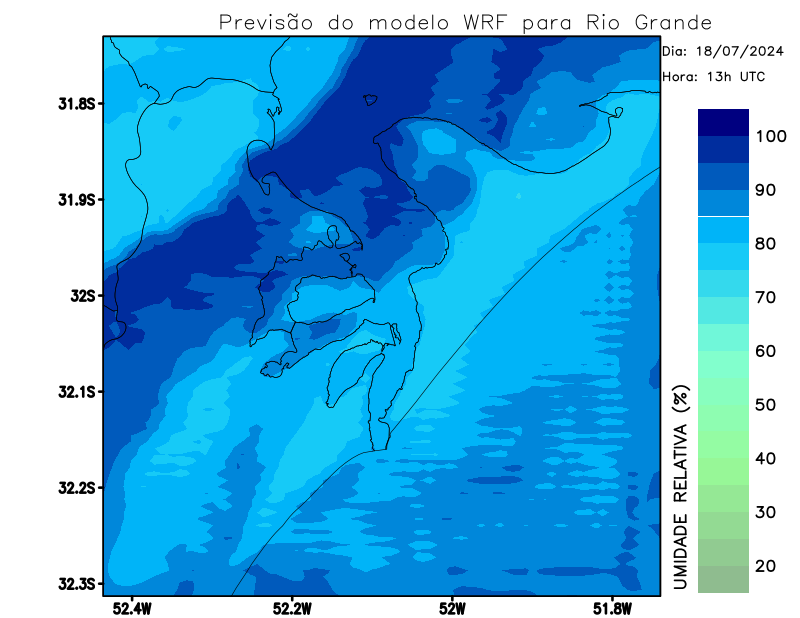 Previsão do modelo WRF para Rio Grande
Dia: 18/07/2024
Hora: 13h UTC
31.8S
31.9S
32S
32.1S
32.2S
32.3S
52.4W
52.2W
52W
51.8W
100
90
80
70
60
50
40
30
20
UMIDADE RELATIVA (%)